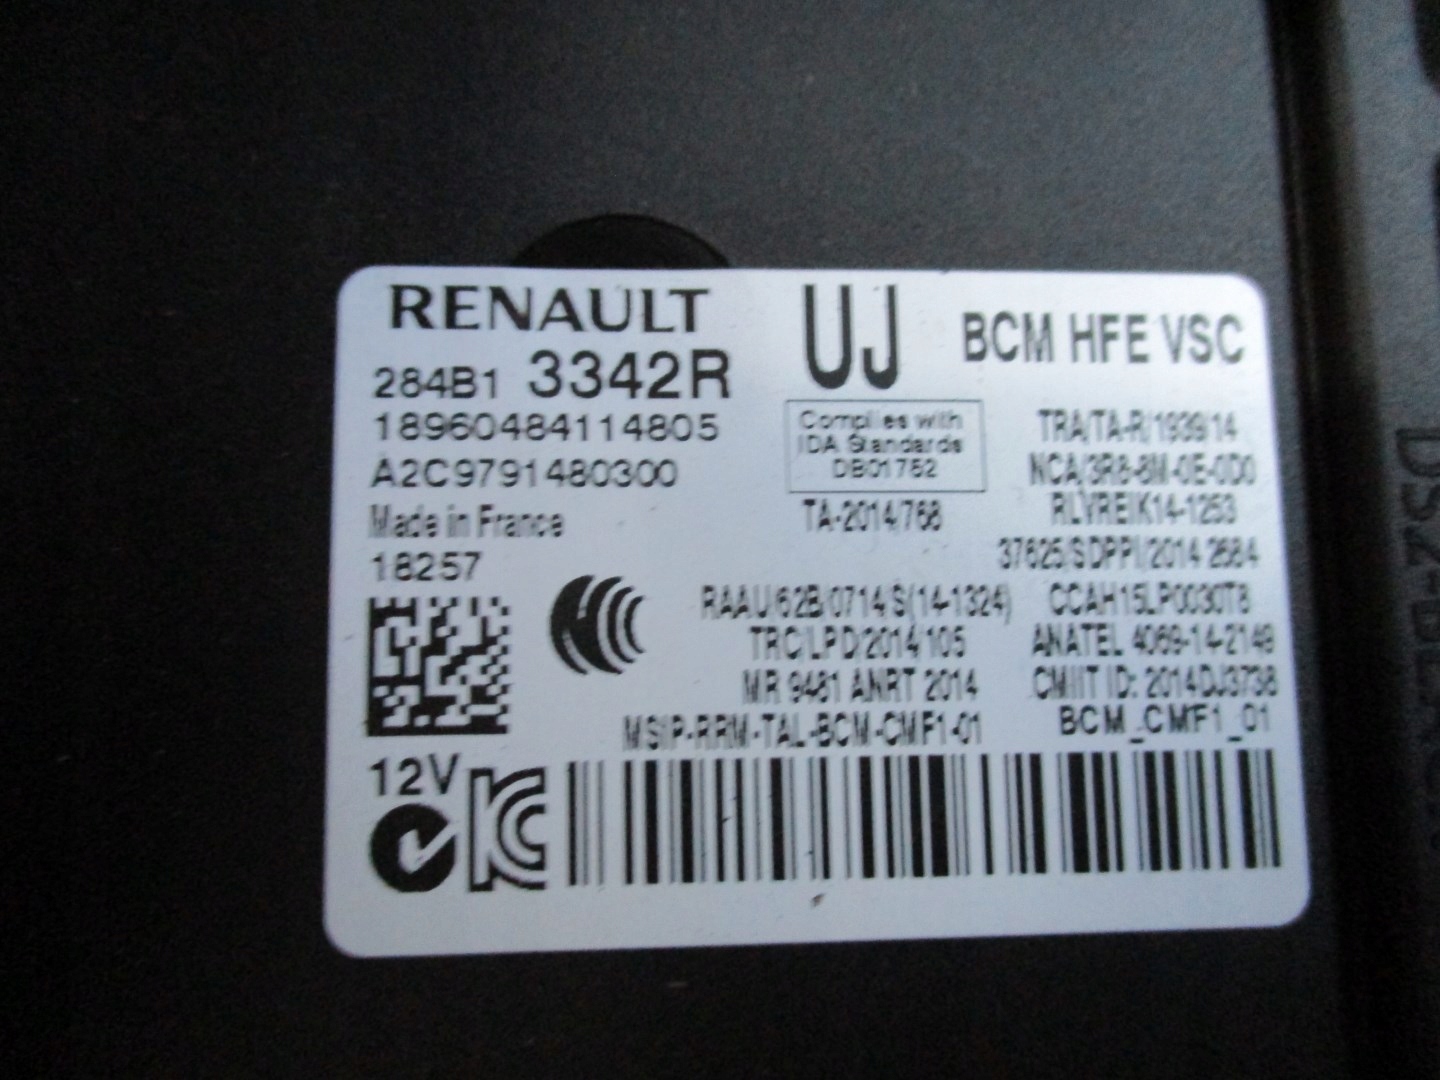 RENAULT
284B1 3342R
18960484114805
A2C9791480300
Made in France
18257
UJ
BCM HFE VSC
Complies with
IDA Standards
DB01752
TA-2014/768
TRA/TA-R/1939/14
NCA/3R8-8M-0E-0D0
RLVREIK14-1253
37625/SDPPI/2014 2684
RAAU/62B/0714/S(14-1324)
CCAH15LP0030T8
TRC/LPD/2014/105
ANATEL 4069-14-2149
MR 9481 ANRT 2014
CMIIT ID: 2014DJ3738
MSIP-RRM-TAL-BCM-CMF1-01
BCM_CMF1_01
12V